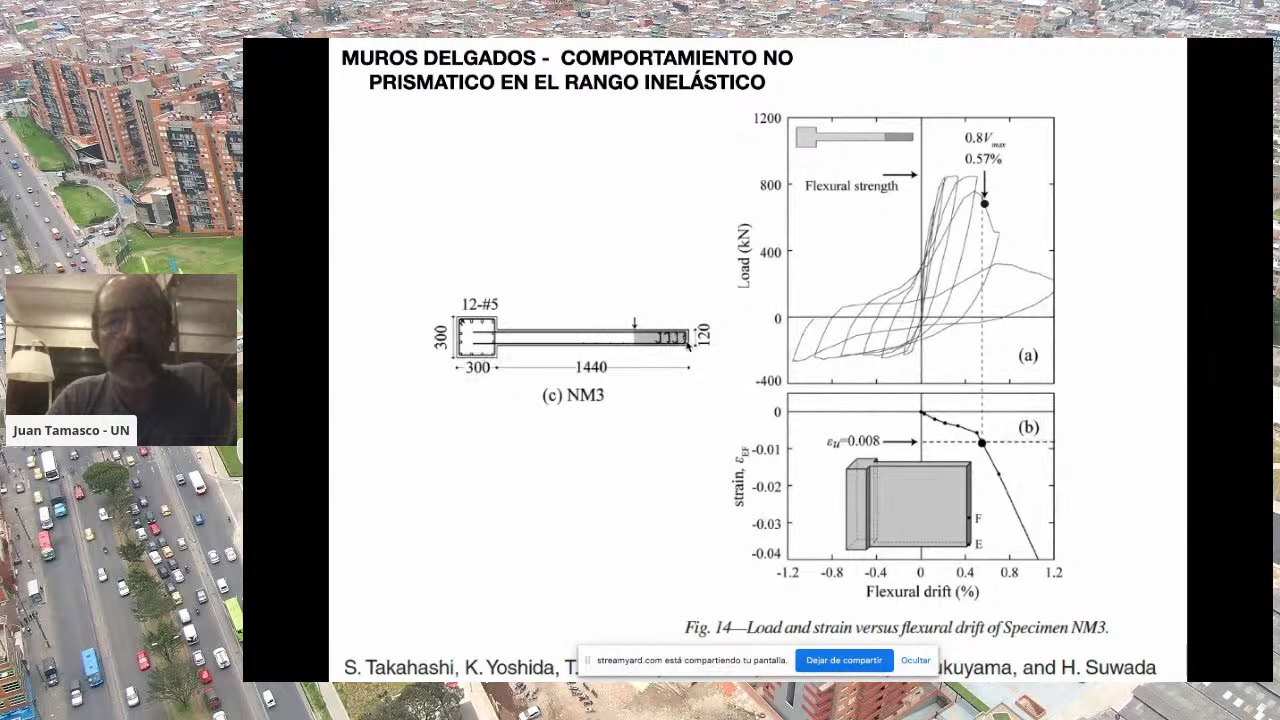 MUROS DELGADOS - COMPORTAMIENTO NO
PRISMATICO EN EL RANGO INELÁSTICO
12-#5
300
300
1440
120
(c) NM3
Load (kN)
1200
800
400
0
-400
0.8Vmax
0.57%
Flexural strength
(a)
strain, εEF
0
-0.01
-0.02
-0.03
-0.04
εu=0.008
(b)
F
E
-1.2 -0.8 -0.4 0 0.4 0.8 1.2
Flexural drift (%)
Fig. 14—Load and strain versus flexural drift of Specimen NM3.
streamyard.com está compartiendo tu pantalla. Dejar de compartir Ocultar
S. Takahashi, K. Yoshida, T. ukuyama, and H. Suwada
Juan Tamasco - UN